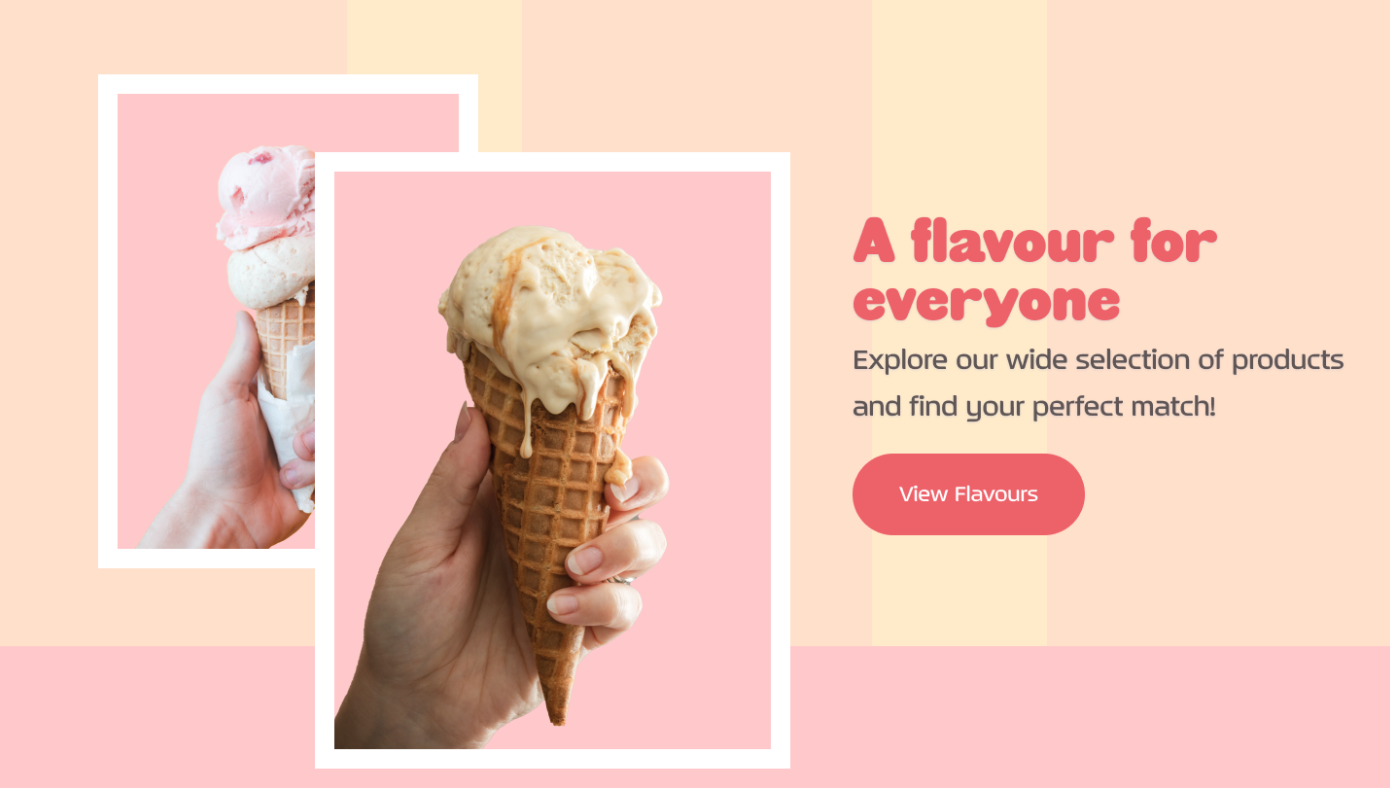 A flavour for
everyone
Explore our wide selection of products
and find your perfect match!
View Flavours